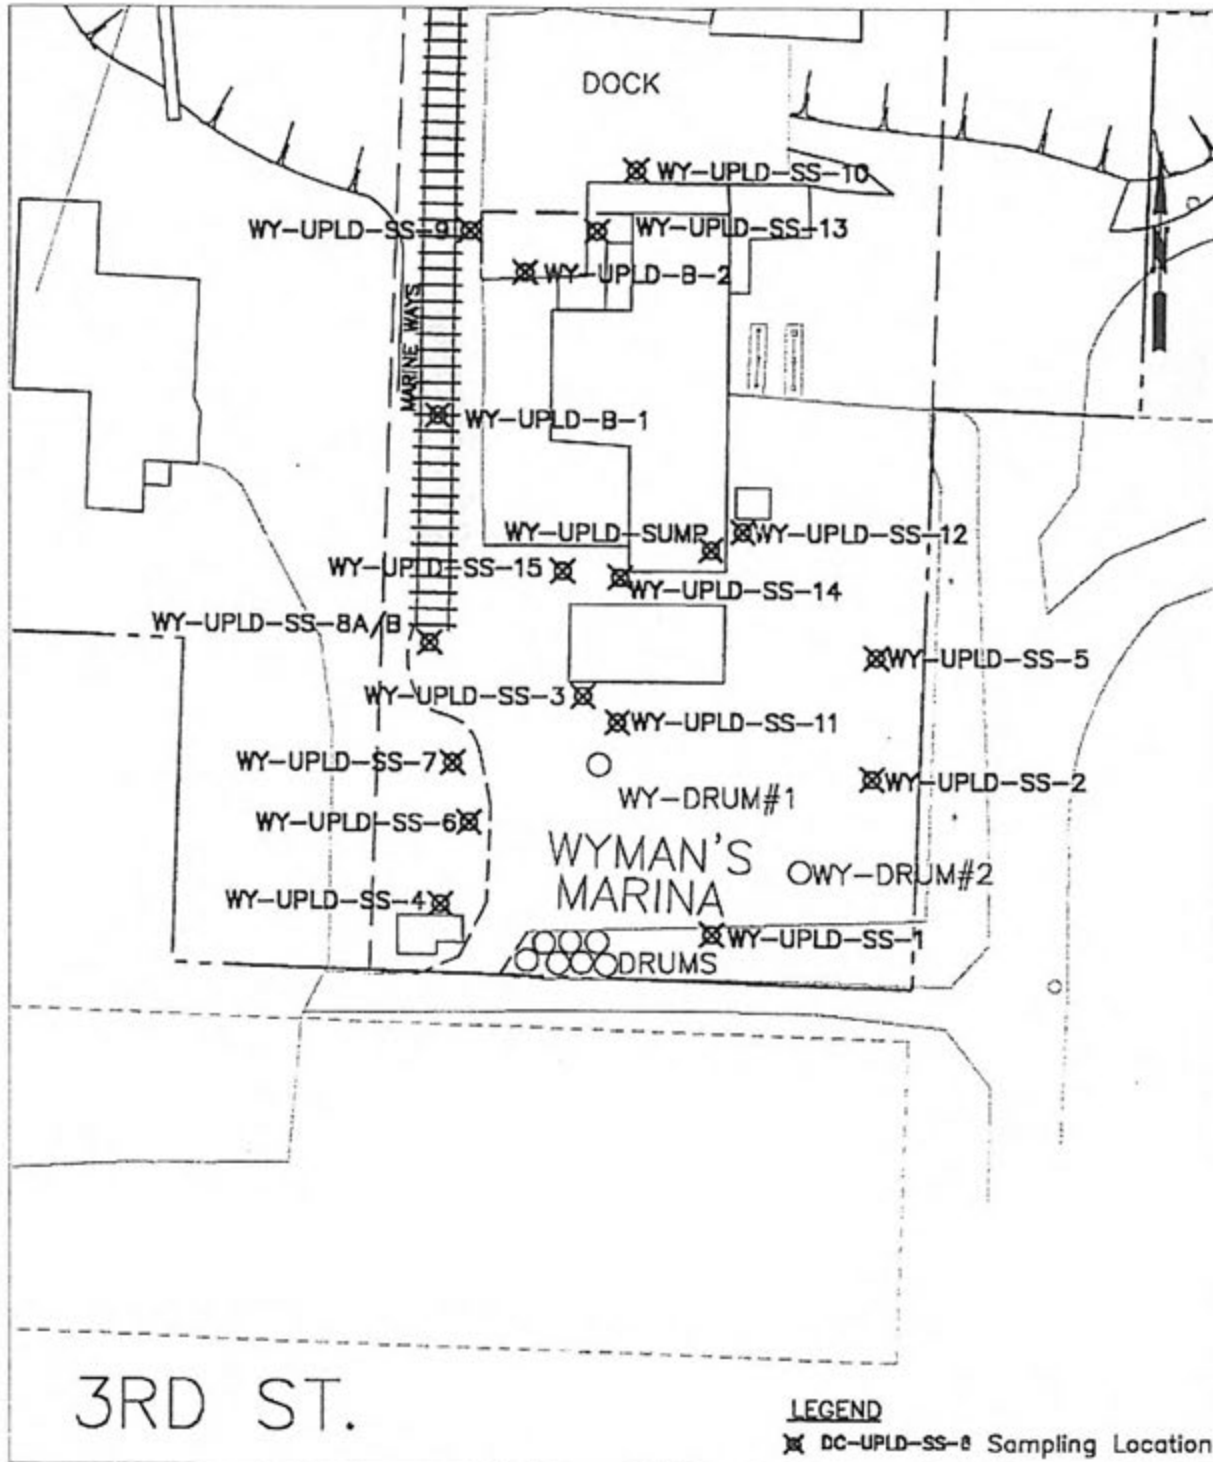 DOCK
WY-UPLD-SS-10
WY-UPLD-SS-9
WY-UPLD-SS-13
WY-UPLD-B-2
MARINE WAYS
WY-UPLD-B-1
WY-UPLD-SUMP
WY-UPLD-SS-12
WY-UPLD-SS-15
WY-UPLD-SS-14
WY-UPLD-SS-8A/B
WY-UPLD-SS-5
WY-UPLD-SS-3
WY-UPLD-SS-11
WY-UPLD-SS-7
WY-UPLD-SS-2
WY-DRUM#1
WY-UPLD-SS-6
WYMAN'S
MARINA
WY-DRUM#2
WY-UPLD-SS-4
WY-UPLD-SS-1
DRUMS
N
3RD ST.
LEGEND
DC-UPLD-SS-8 Sampling Location